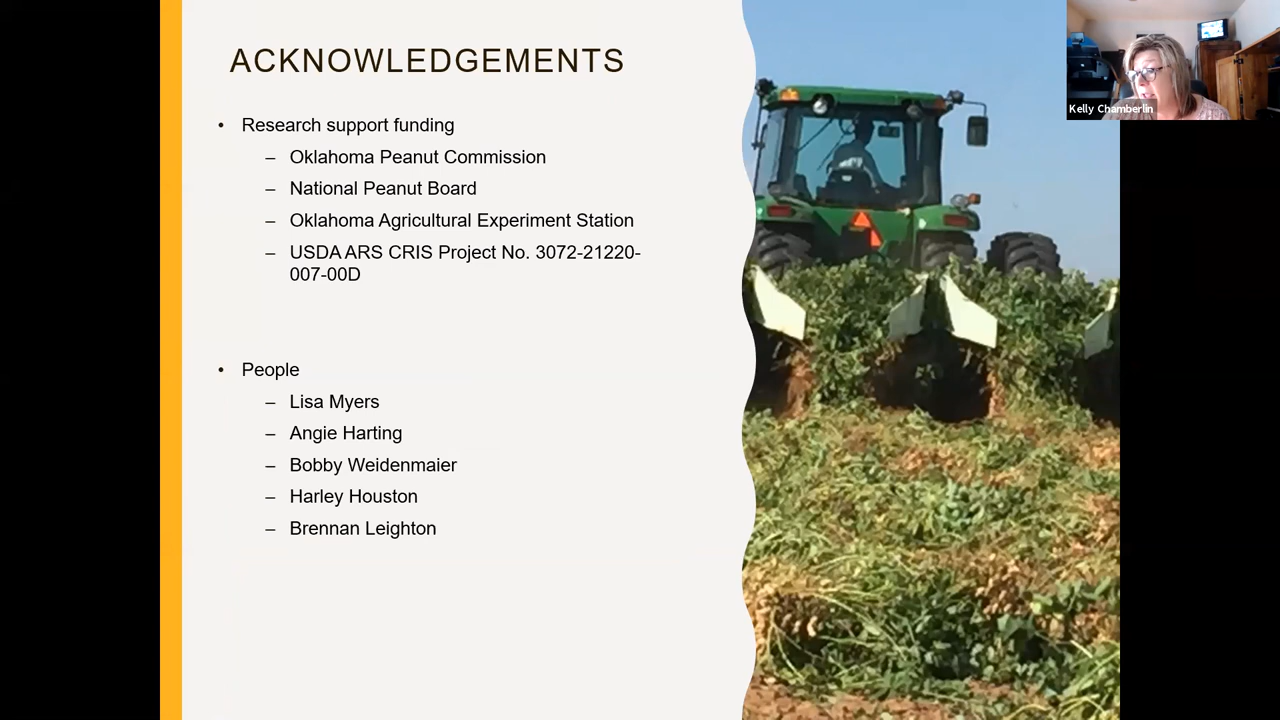 ACKNOWLEDGEMENTS
• Research support funding
– Oklahoma Peanut Commission
– National Peanut Board
– Oklahoma Agricultural Experiment Station
– USDA ARS CRIS Project No. 3072-21220-
007-00D
• People
– Lisa Myers
– Angie Harting
– Bobby Weidenmaier
– Harley Houston
– Brennan Leighton
Kelly Chamberlin